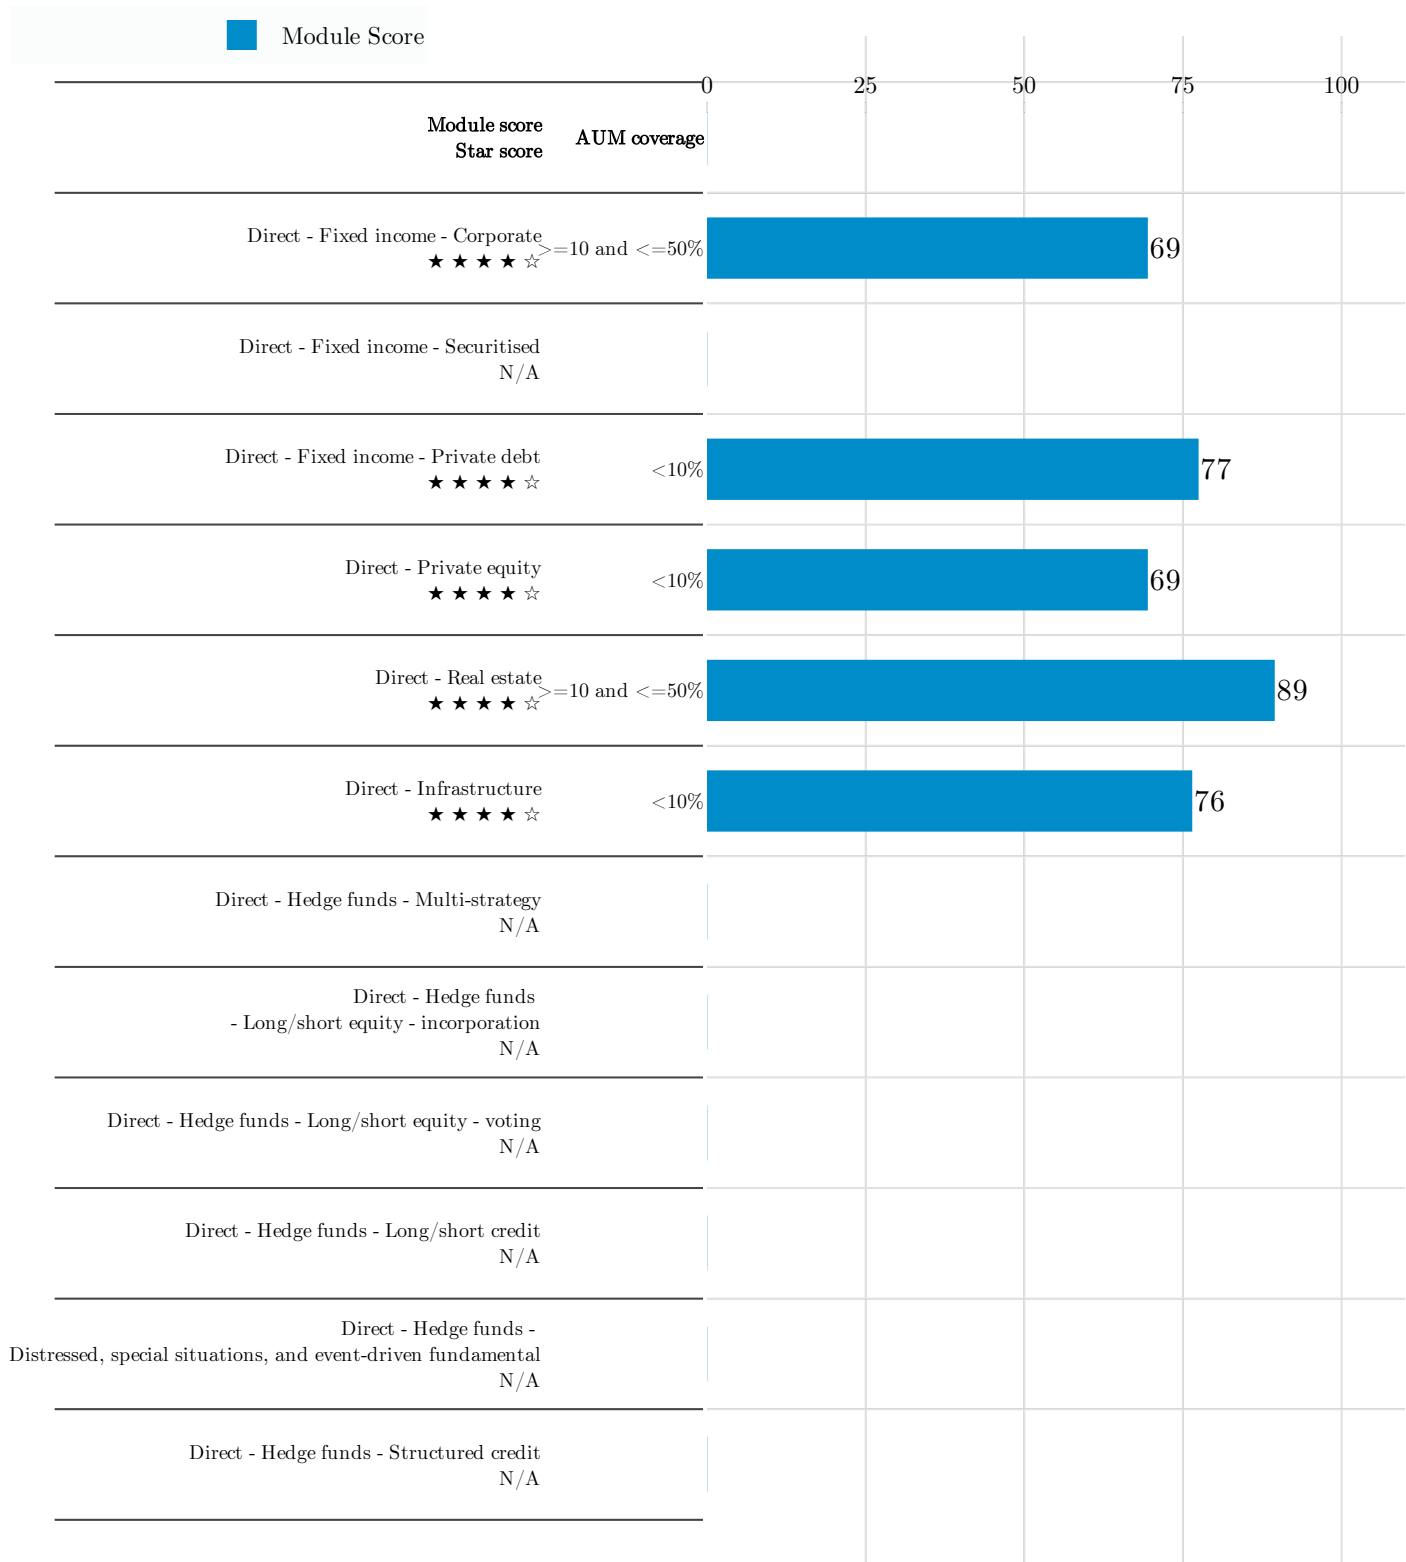 Module Score
0 25 50 75 100
Module score
Star score
AUM coverage
Direct - Fixed income - Corporate
★ ★ ★ ★ ☆
>=10 and <=50%
69
Direct - Fixed income - Securitised
N/A
Direct - Fixed income - Private debt
★ ★ ★ ★ ☆
<10%
77
Direct - Private equity
★ ★ ★ ★ ☆
<10%
69
Direct - Real estate
★ ★ ★ ★ ☆
>=10 and <=50%
89
Direct - Infrastructure
★ ★ ★ ★ ☆
<10%
76
Direct - Hedge funds - Multi-strategy
N/A
Direct - Hedge funds
- Long/short equity - incorporation
N/A
Direct - Hedge funds - Long/short equity - voting
N/A
Direct - Hedge funds - Long/short credit
N/A
Direct - Hedge funds -
Distressed, special situations, and event-driven fundamental
N/A
Direct - Hedge funds - Structured credit
N/A